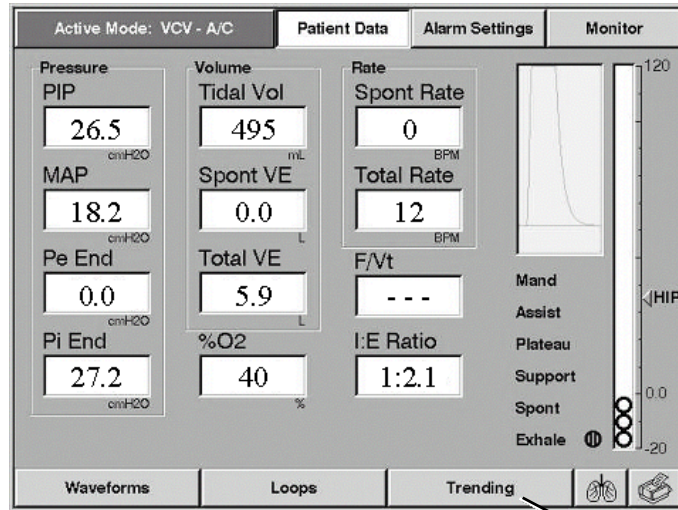 Active Mode: VCV - A/C
Patient Data
Alarm Settings
Monitor
Pressure
PIP
26.5
cmH2O
MAP
18.2
cmH2O
Pe End
0.0
cmH2O
Pi End
27.2
cmH2O
Volume
Tidal Vol
495
mL
Spont VE
0.0
L
Total VE
5.9
L
%O2
40
%
Rate
Spont Rate
0
BPM
Total Rate
12
BPM
F/Vt
- - -
I:E Ratio
1:2.1
Mand
Assist
Plateau
Support
Spont
Exhale
120
HIP
0.0
-20
Waveforms
Loops
Trending